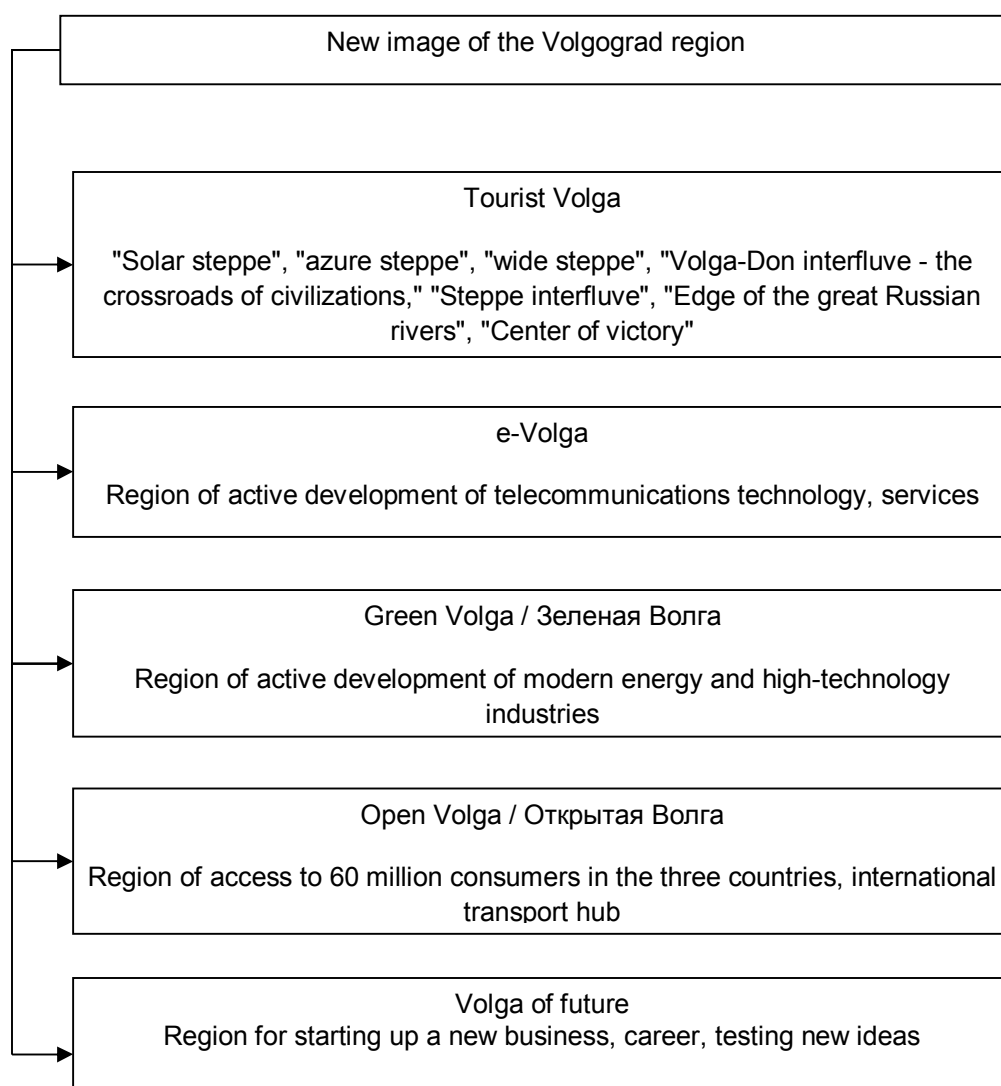 New image of the Volgograd region
Tourist Volga
"Solar steppe", "azure steppe", "wide steppe", "Volga-Don interfluve - the
crossroads of civilizations," "Steppe interfluve", "Edge of the great Russian
rivers", "Center of victory"
e-Volga
Region of active development of telecommunications technology, services
Green Volga / Зеленая Волга
Region of active development of modern energy and high-technology
industries
Open Volga / Открытая Волга
Region of access to 60 million consumers in the three countries, international
transport hub
Volga of future
Region for starting up a new business, career, testing new ideas